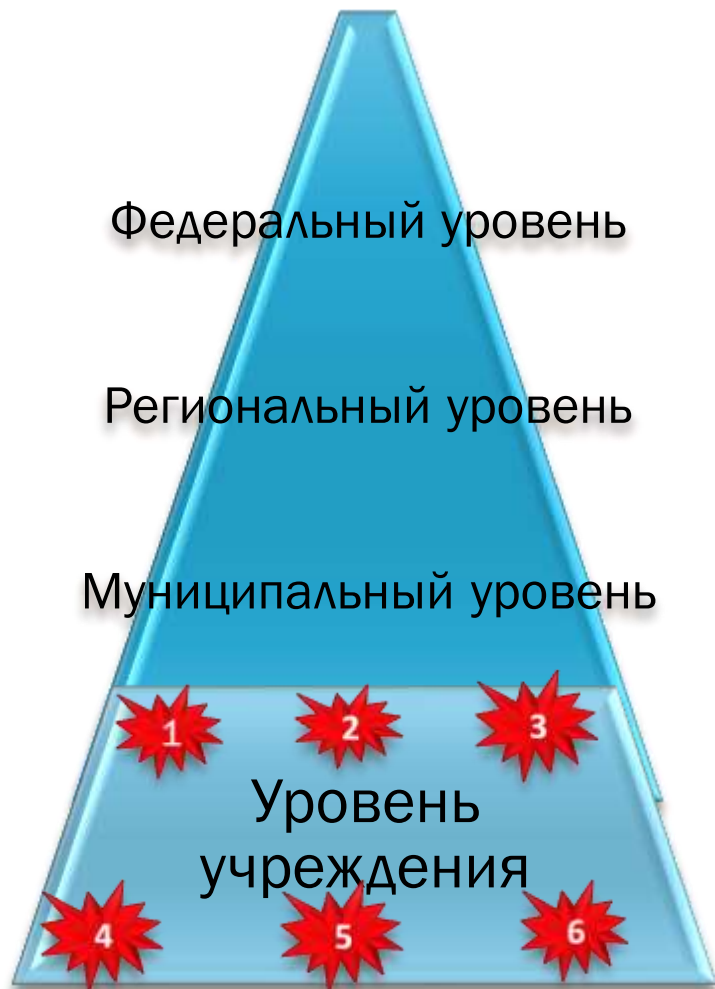 Федеральный уровень
Региональный уровень
Муниципальный уровень
1 2 3
Уровень
учреждения
4 5 6